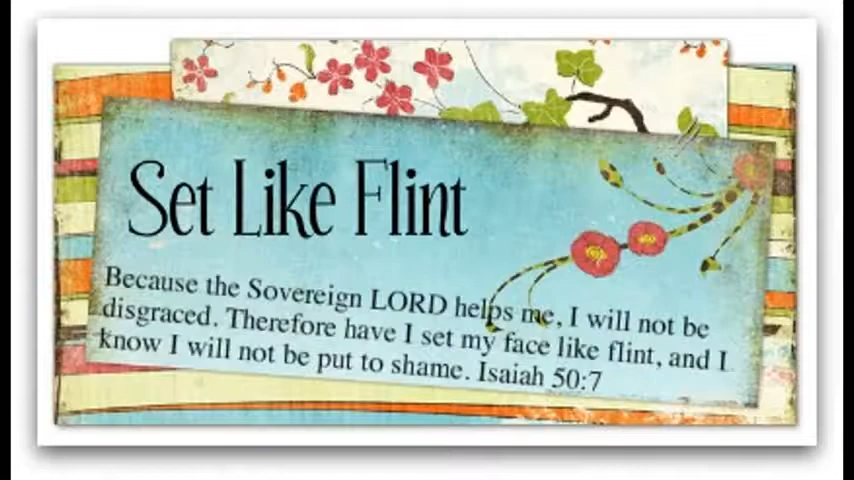 Set Like Flint
Because the Sovereign LORD helps me, I will not be
disgraced. Therefore have I set my face like flint, and I
know I will not be put to shame. Isaiah 50:7